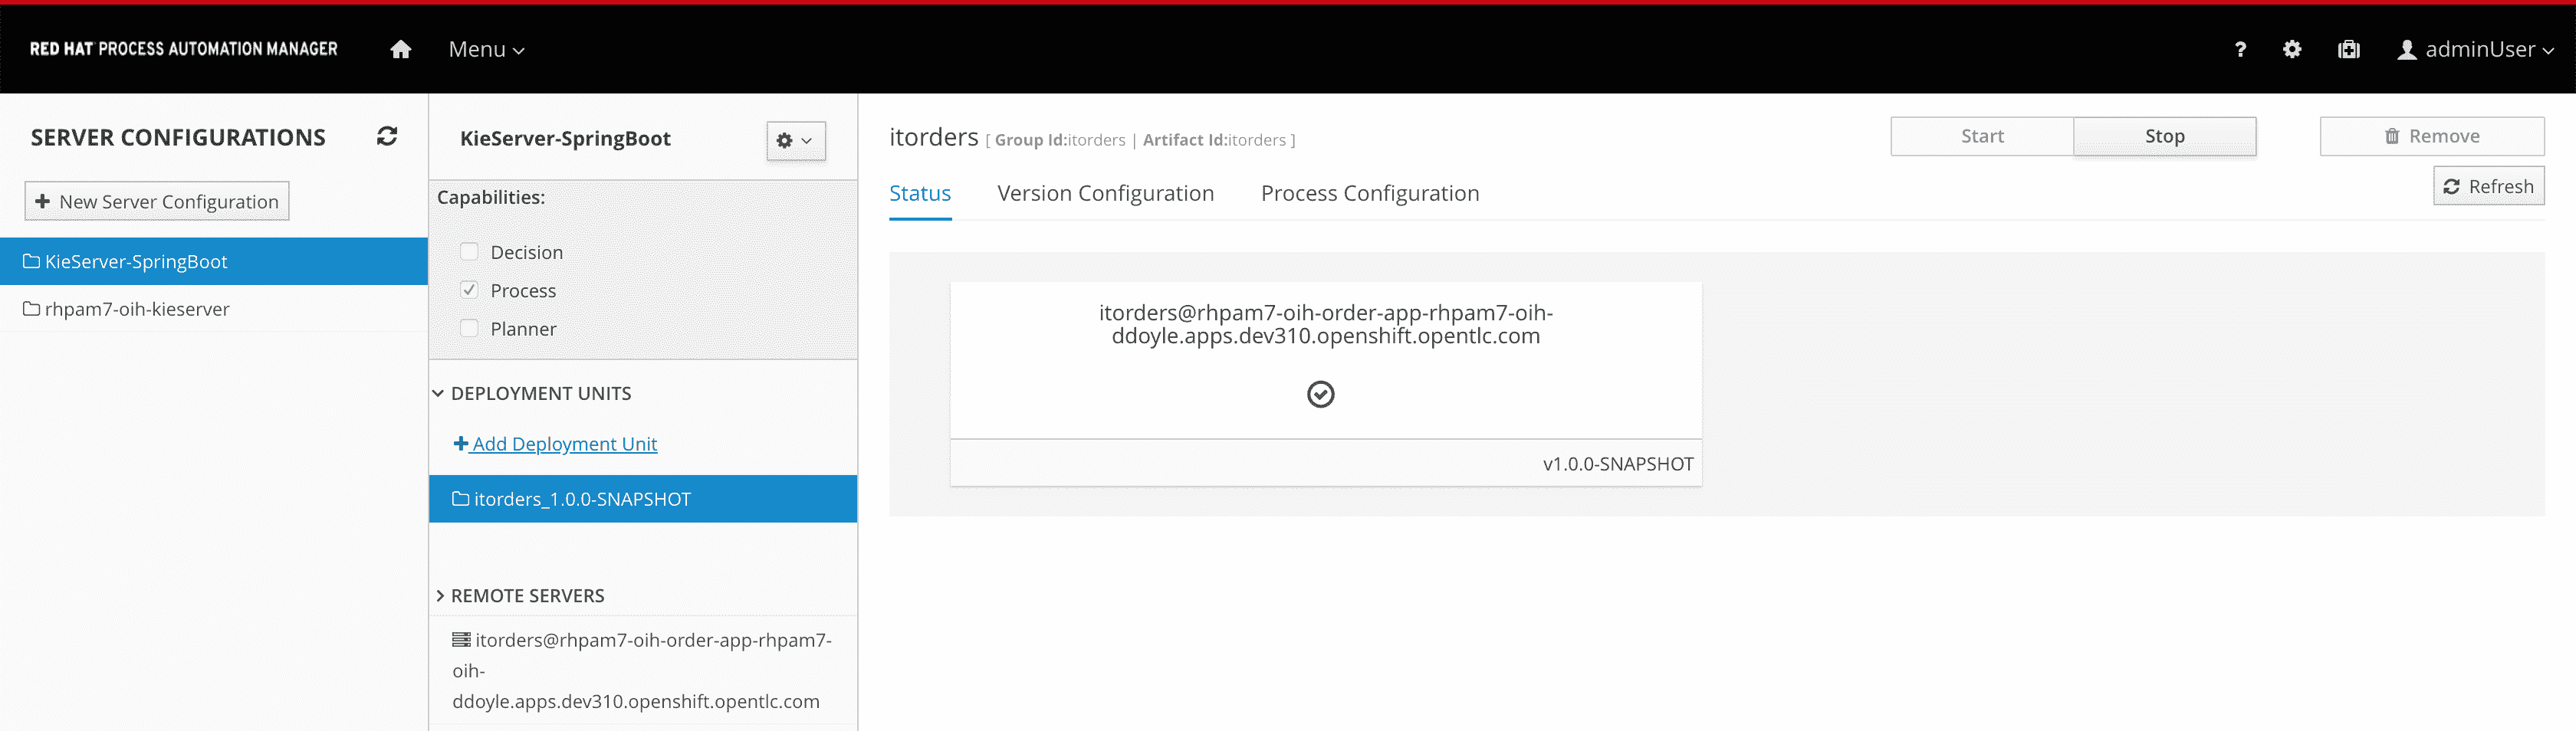 RED HAT PROCESS AUTOMATION MANAGER
Menu
?
adminUser
SERVER CONFIGURATIONS
New Server Configuration
KieServer-SpringBoot
rhpam7-oih-kieserver
KieServer-SpringBoot
Capabilities:
Decision
Process
Planner
DEPLOYMENT UNITS
Add Deployment Unit
itorders_1.0.0-SNAPSHOT
REMOTE SERVERS
itorders@rhpam7-oih-order-app-rhpam7-
oih-
ddoyle.apps.dev310.openshift.opentlc.com
itorders [ Group Id:itorders | Artifact Id:itorders ]
Start
Stop
Remove
Refresh
Status
Version Configuration
Process Configuration
itorders@rhpam7-oih-order-app-rhpam7-oih-
ddoyle.apps.dev310.openshift.opentlc.com
v1.0.0-SNAPSHOT